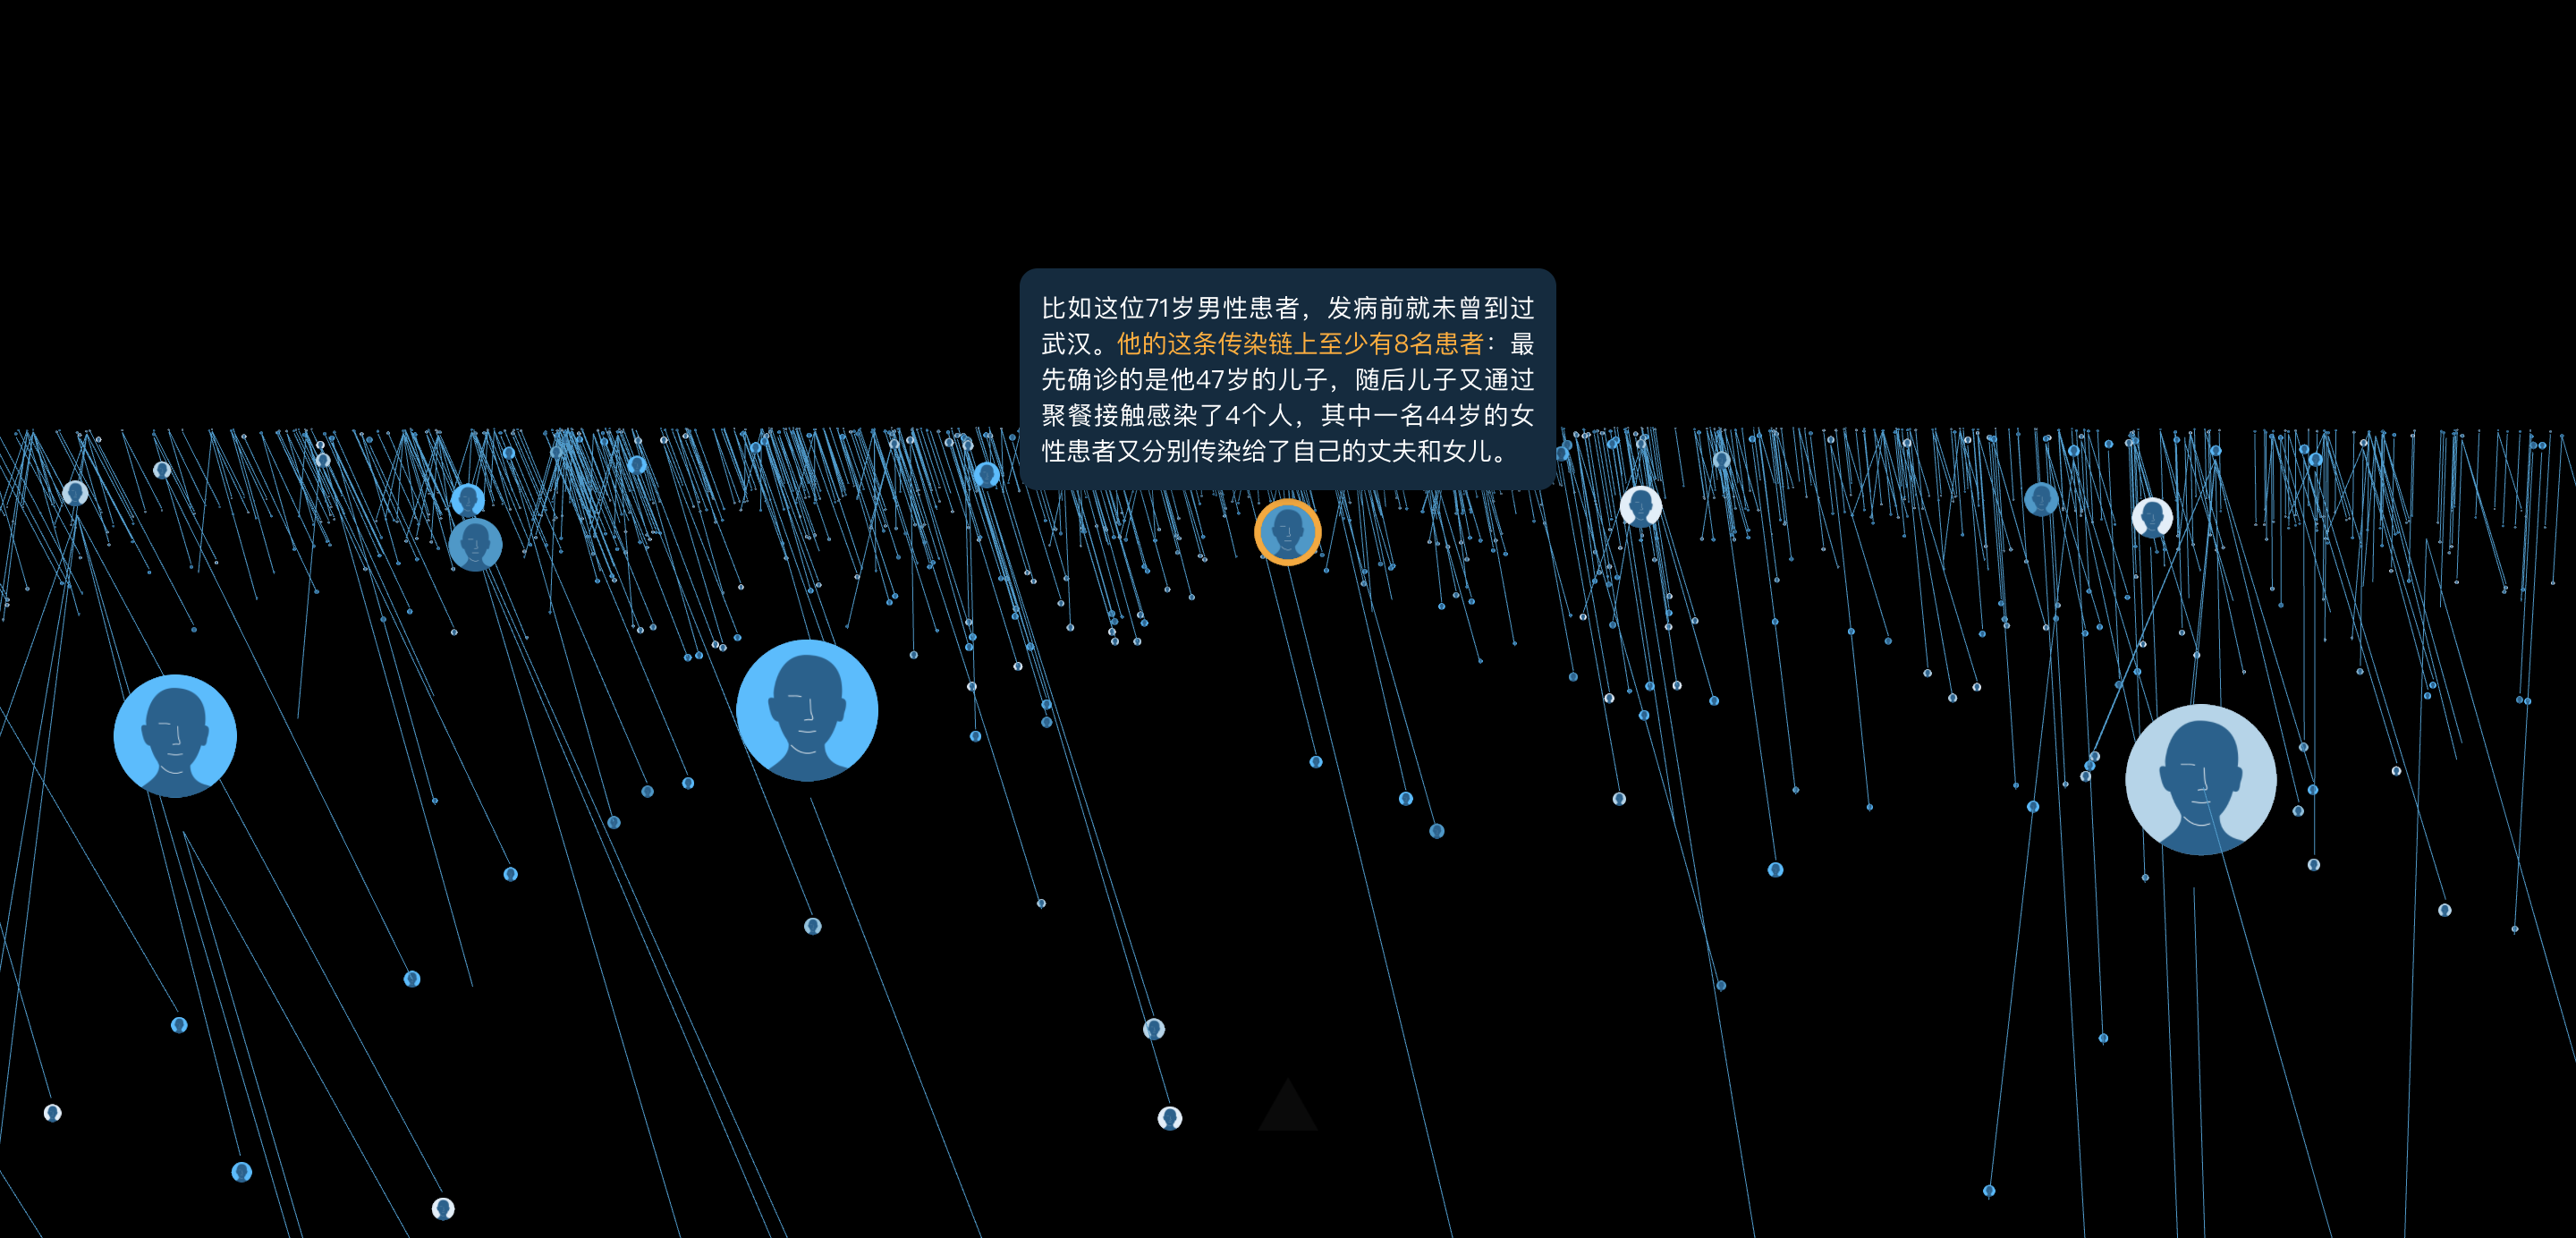 比如这位71岁男性患者，发病前就未曾到过
武汉。他的这条传染链上至少有8名患者：最
先确诊的是他47岁的儿子，随后儿子又通过
聚餐接触感染了4个人，其中一名44岁的女
性患者又分别传染给了自己的丈夫和女儿。